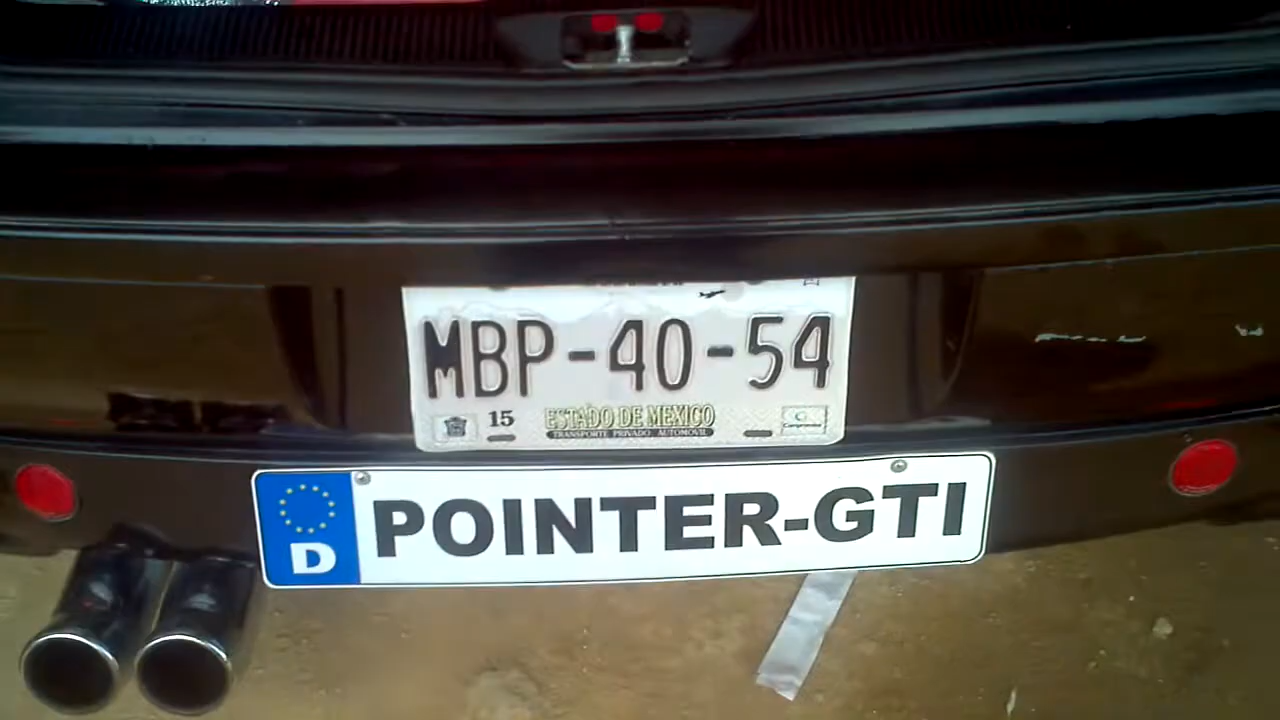 MBP-40-54
15
ESTADO DE MEXICO
TRANSPORTE PRIVADO AUTOMOVIL
D
POINTER-GTI